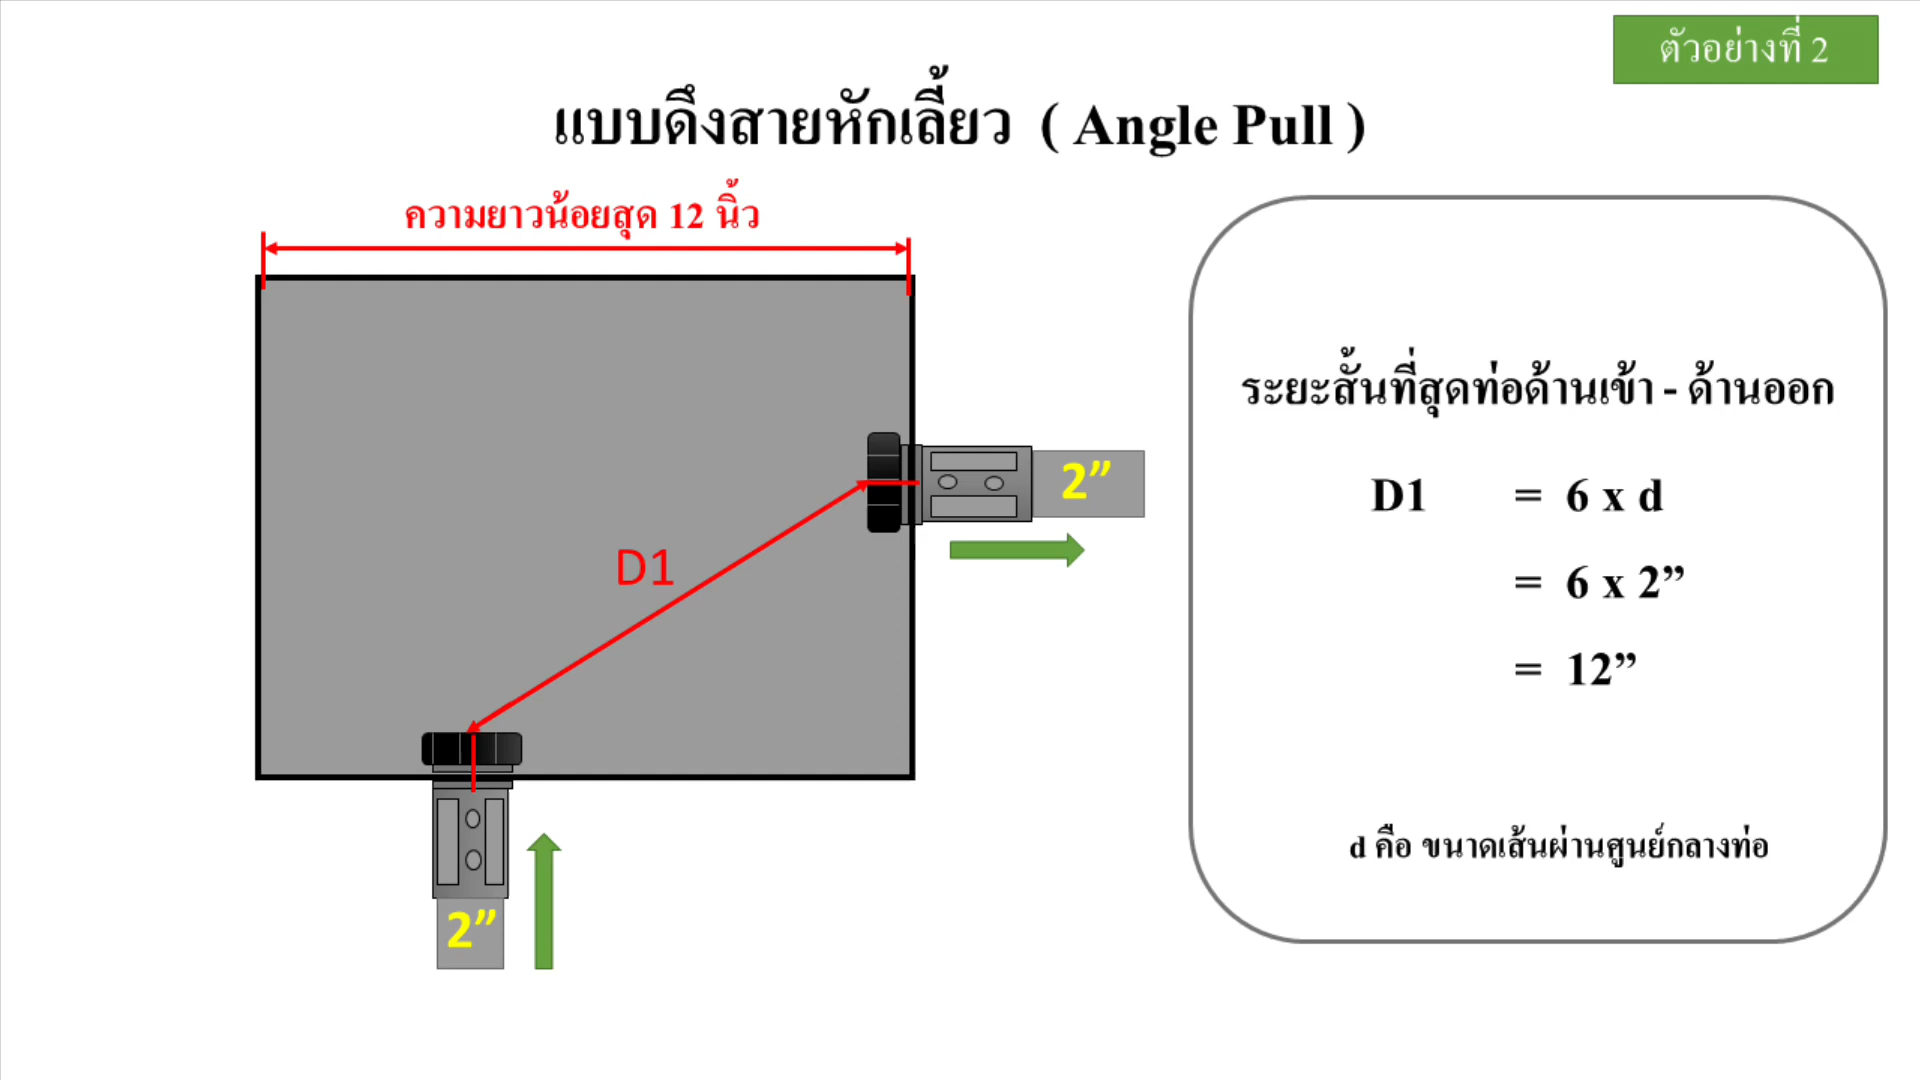 ตัวอย่างที่ 2
แบบดึงสายหักเลี้ยว ( Angle Pull )
ความยาวน้อยสุด 12 นิ้ว
D1
2”
2”
ระยะสั้นที่สุดท่อด้านเข้า - ด้านออก
D1 = 6 x d
= 6 x 2”
= 12”
d คือ ขนาดเส้นผ่านศูนย์กลางท่อ